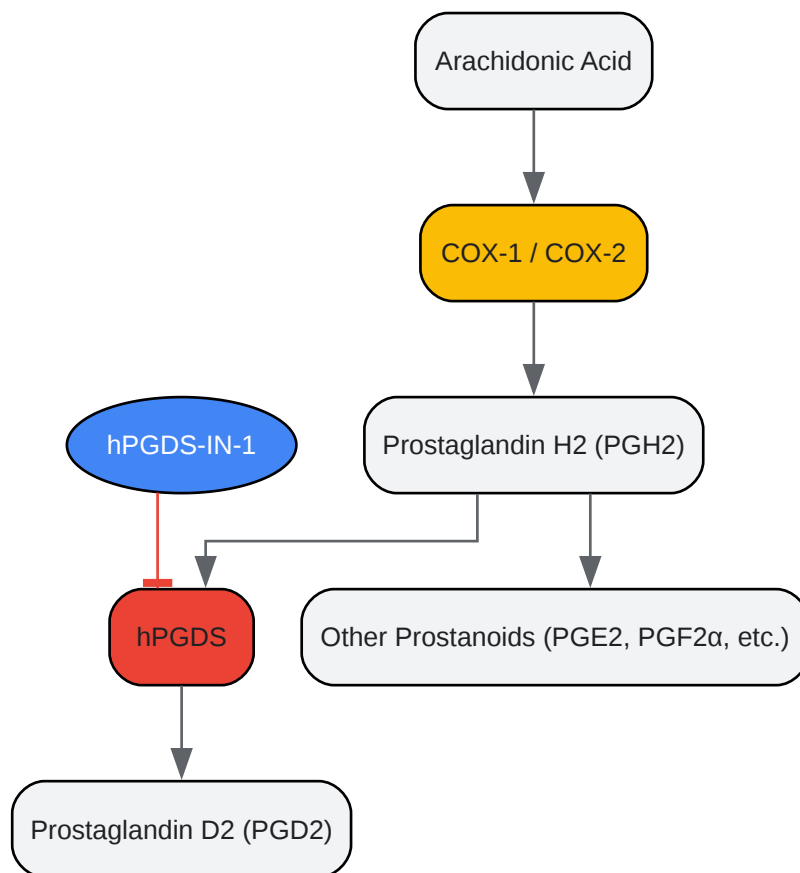 Arachidonic Acid
COX-1 / COX-2
hPGDS-IN-1
Prostaglandin H2 (PGH2)
hPGDS
Other Prostanoids (PGE2, PGF2α, etc.)
Prostaglandin D2 (PGD2)